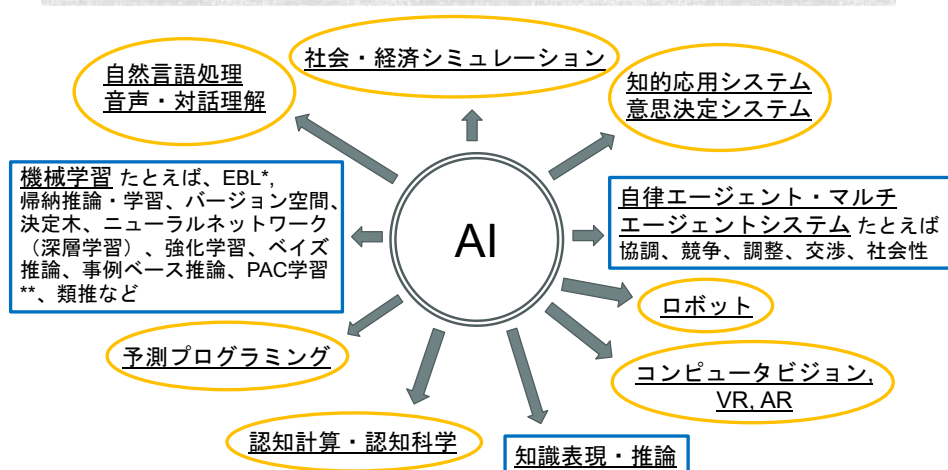 社会・経済シミュレーション
自然言語処理
音声・対話理解
知的応用システム
意思決定システム
機械学習 たとえば、EBL*,
帰納推論・学習、バージョン空間、
決定木、ニューラルネットワーク
（深層学習）、強化学習、ベイズ
推論、事例ベース推論、PAC学習
**、類推など
AI
自律エージェント・マルチ
エージェントシステム たとえば
協調、競争、調整、交渉、社会性
ロボット
予測プログラミング
コンピュータビジョン,
VR, AR
認知計算・認知科学
知識表現・推論